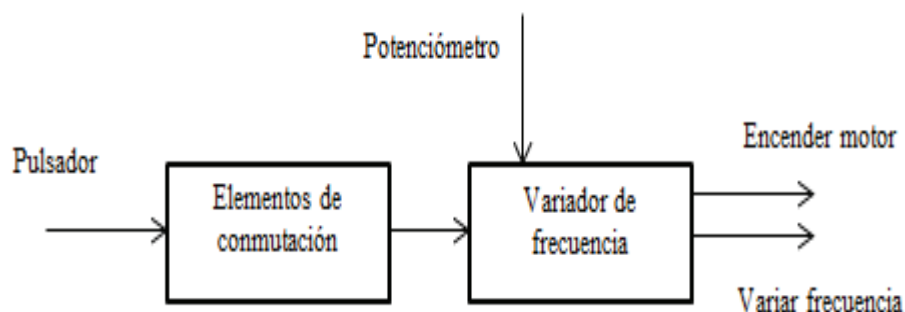 Potenciómetro
Pulsador
Elementos de
conmutación
Variador de
frecuencia
Encender motor
Variar frecuencia